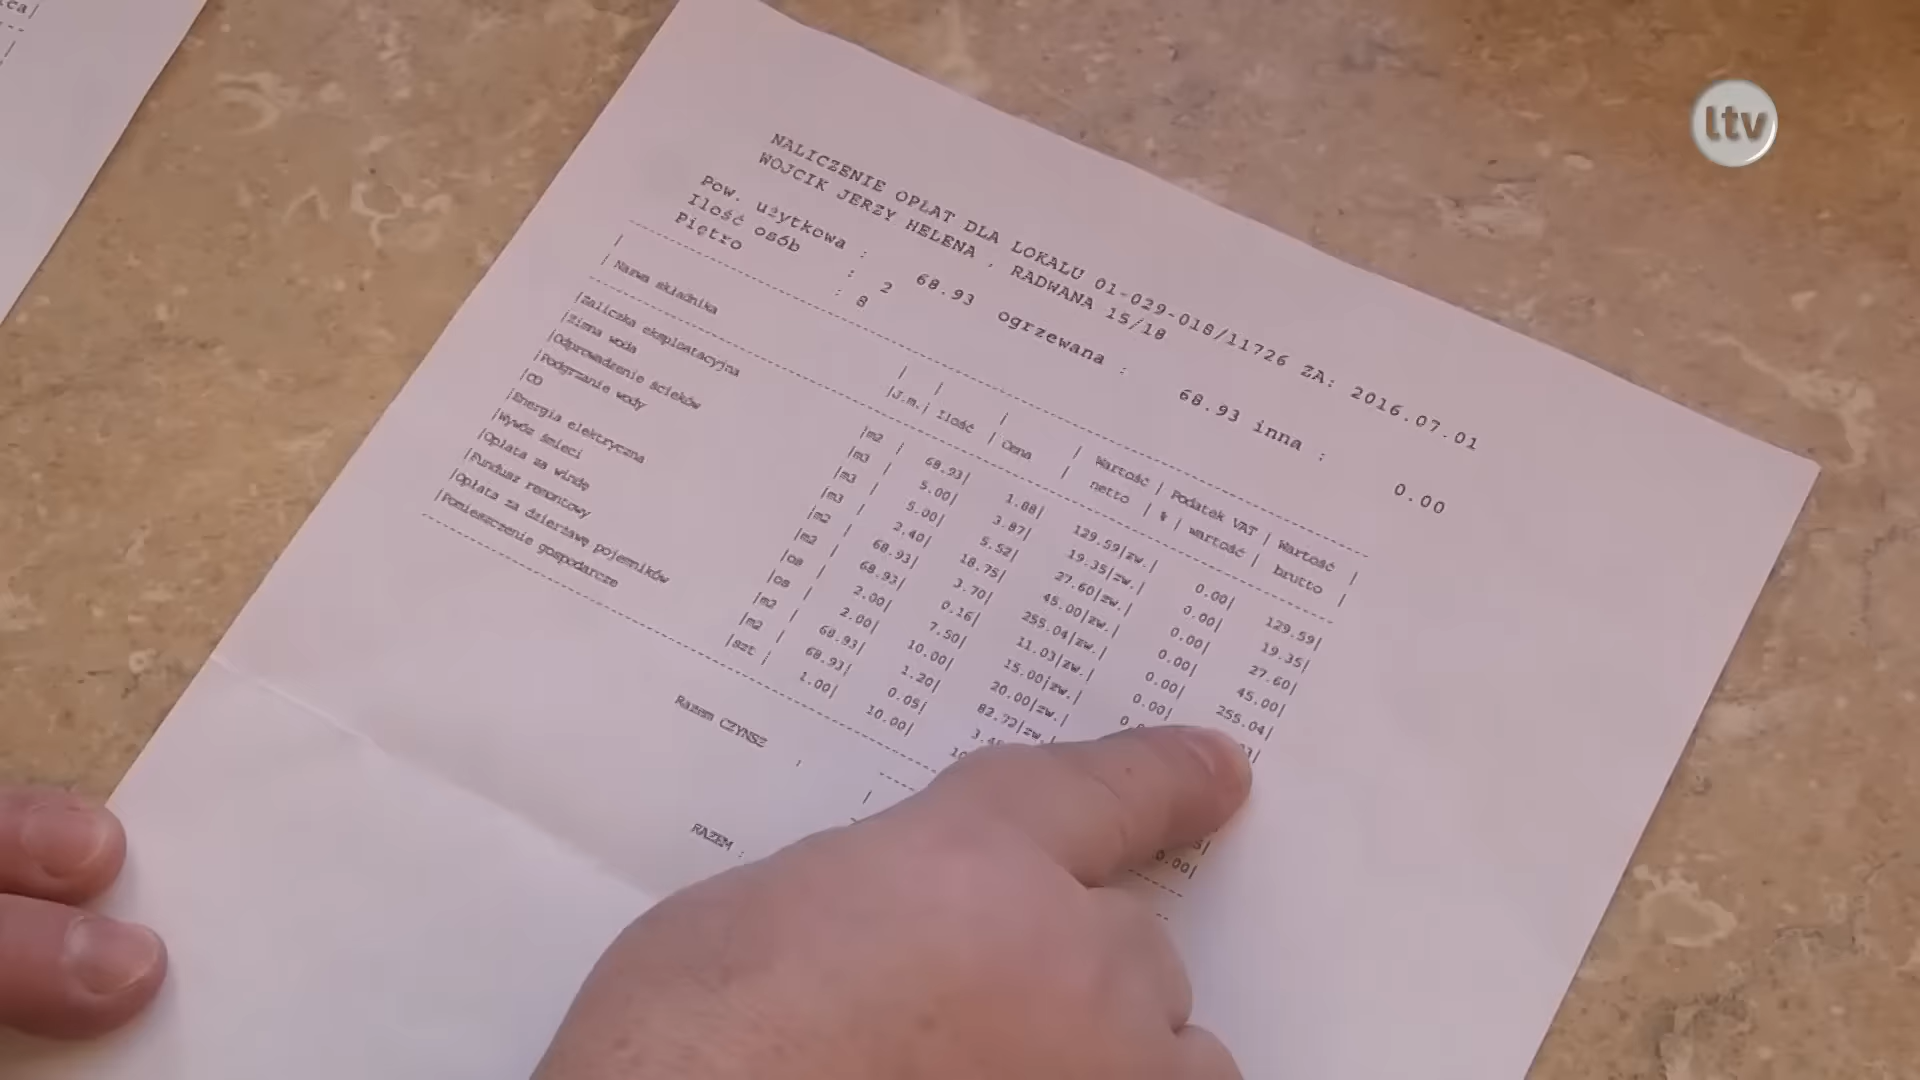 ltv
NALICZENIE OPŁAT DLA LOKALU 01-029-018/11726 ZA: 2016.07.01
WOJCIK JERZY HELENA , RADWANA 15/18
Pow. użytkowa : 68.93 ogrzewana : 68.93 inna : 0.00
Ilość osób : 2
Piętro : 8
| Nazwa składnika |J.m.| Ilość | Cena | Wartość netto | Podatek VAT % | wartość | Wartość brutto |
|Zaliczka eksploatacyjna |m2 | 68.93| 1.88| 129.59|zw.| 0.00| 129.59|
|Zimna woda |m3 | 5.00| 3.87| 19.35|zw.| 0.00| 19.35|
|Odprowadzenie ścieków |m3 | 5.00| 5.52| 27.60|zw.| 0.00| 27.60|
|Podgrzanie wody |m3 | 2.40| 18.75| 45.00|zw.| 0.00| 45.00|
|CO |m2 | 68.93| 3.70| 255.04|zw.| 0.00| 255.04|
|Energia elektryczna |m2 | 68.93| 0.16| 11.03|zw.| 0.00|
|Wywóz śmieci |os | 2.00| 7.50| 15.00|zw.|
|Opłata za windę |os | 2.00| 10.00| 20.00|zw.|
|Fundusz remontowy |m2 | 68.93| 1.20| 82.72|zw.|
|Opłata za dzierżawę pojemników |m2 | 68.93| 0.05|
|Pomieszczenie gospodarcze |szt | 1.00| 10.00|
Razem CZYNSZ :
RAZEM :